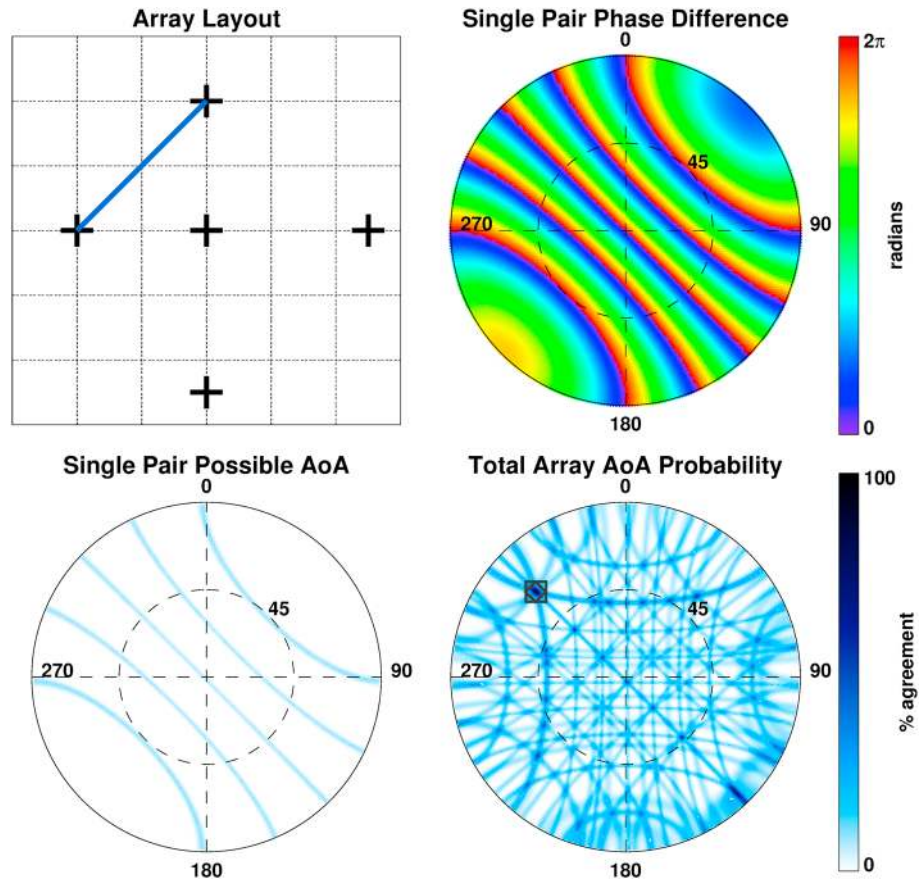 Array Layout
Single Pair Phase Difference
0
45
270
90
180
2π
radians
0
Single Pair Possible AoA
0
45
270
90
180
Total Array AoA Probability
0
45
270
90
180
100
% agreement
0